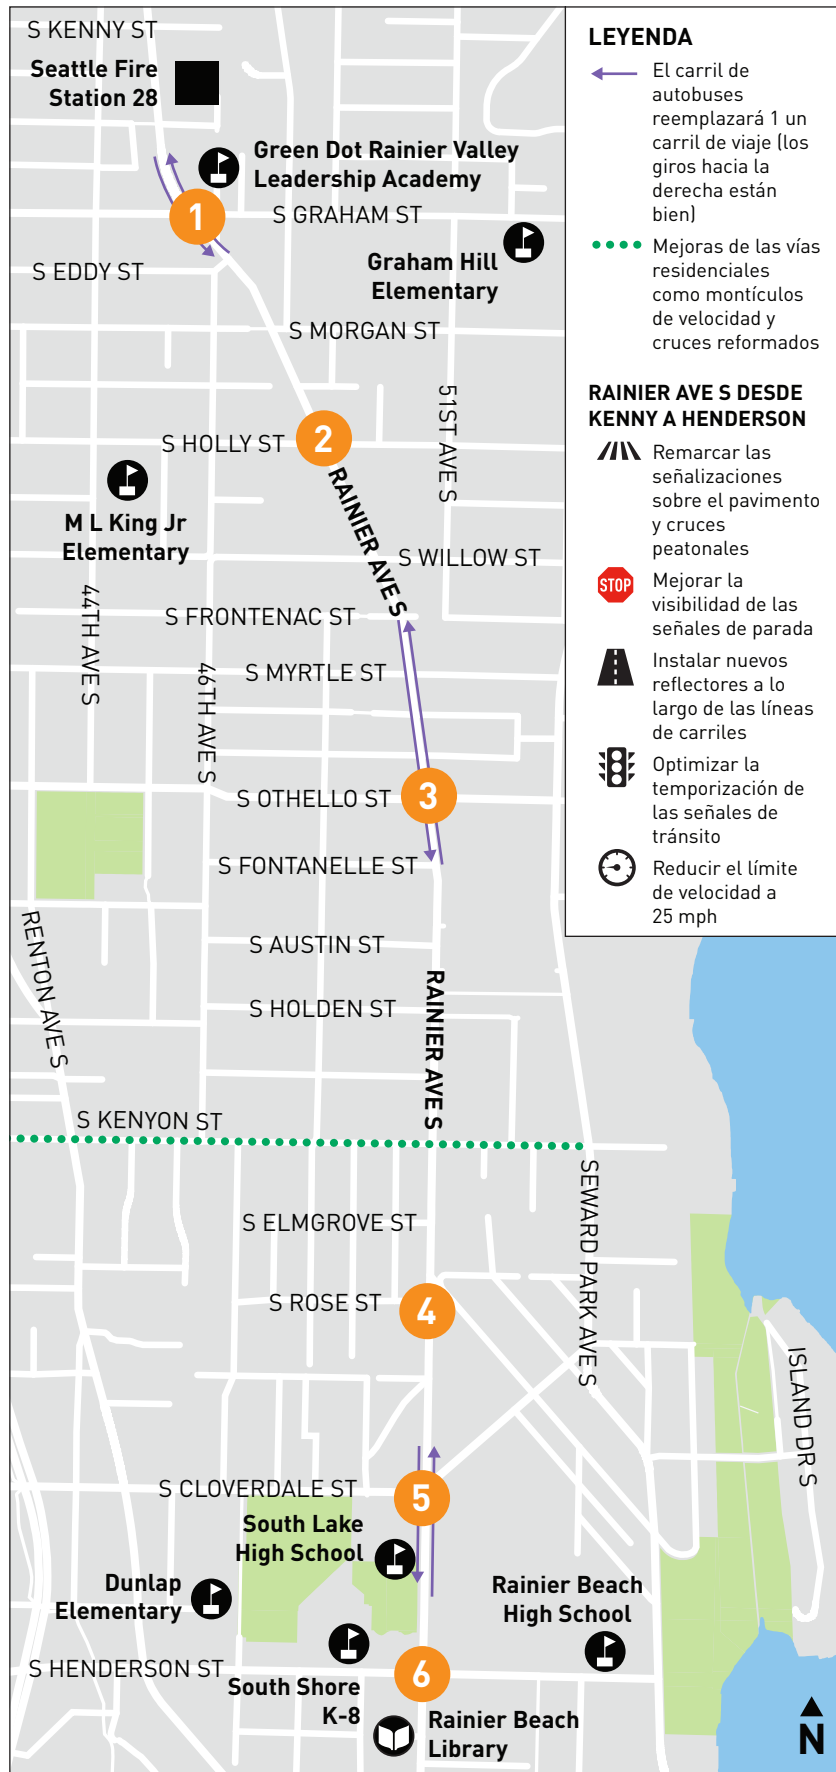 S KENNY ST
Seattle Fire
Station 28
Green Dot Rainier Valley
Leadership Academy
1
S GRAHAM ST
Graham Hill
Elementary
S EDDY ST
S MORGAN ST
51ST AVE S
2
S HOLLY ST
RAINIER AVE S
M L King Jr
Elementary
S WILLOW ST
44TH AVE S
S FRONTENAC ST
46TH AVE S
S MYRTLE ST
S OTHELLO ST
3
S FONTANELLE ST
RENTON AVE S
S AUSTIN ST
RAINIER AVE S
S HOLDEN ST
S KENYON ST
SEWARD PARK AVE S
S ELMGROVE ST
S ROSE ST
4
ISLAND DR S
S CLOVERDALE ST
5
South Lake
High School
Dunlap
Elementary
Rainier Beach
High School
S HENDERSON ST
6
South Shore
K-8
Rainier Beach
Library
N
LEYENDA
El carril de
autobuses
reemplazará 1 un
carril de viaje (los
giros hacia la
derecha están
bien)
Mejoras de las vías
residenciales
como montículos
de velocidad y
cruces reformados
RAINIER AVE S DESDE
KENNY A HENDERSON
Remarcar las
señalizaciones
sobre el pavimento
y cruces
peatonales
STOP
Mejorar la
visibilidad de las
señales de parada
Instalar nuevos
reflectores a lo
largo de las líneas
de carriles
Optimizar la
temporización de
las señales de
tránsito
Reducir el límite
de velocidad a
25 mph